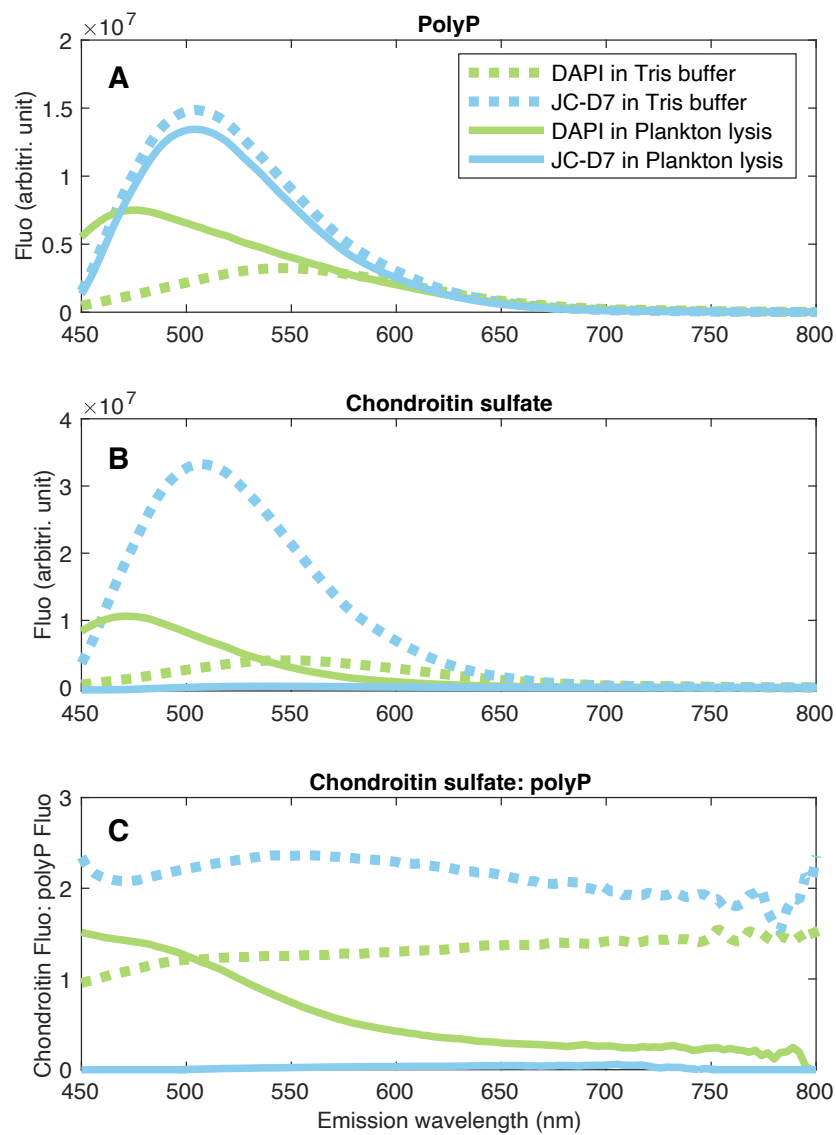 PolyP
×10⁷
2
1.5
1
0.5
0
Fluo (arbitri. unit)
A
DAPI in Tris buffer
JC-D7 in Tris buffer
DAPI in Plankton lysis
JC-D7 in Plankton lysis
450 500 550 600 650 700 750 800
Chondroitin sulfate
×10⁷
4
3
2
1
0
Fluo (arbitri. unit)
B
450 500 550 600 650 700 750 800
Chondroitin sulfate: polyP
3
2
1
0
Chondroitin Fluo: polyP Fluo
C
450 500 550 600 650 700 750 800
Emission wavelength (nm)